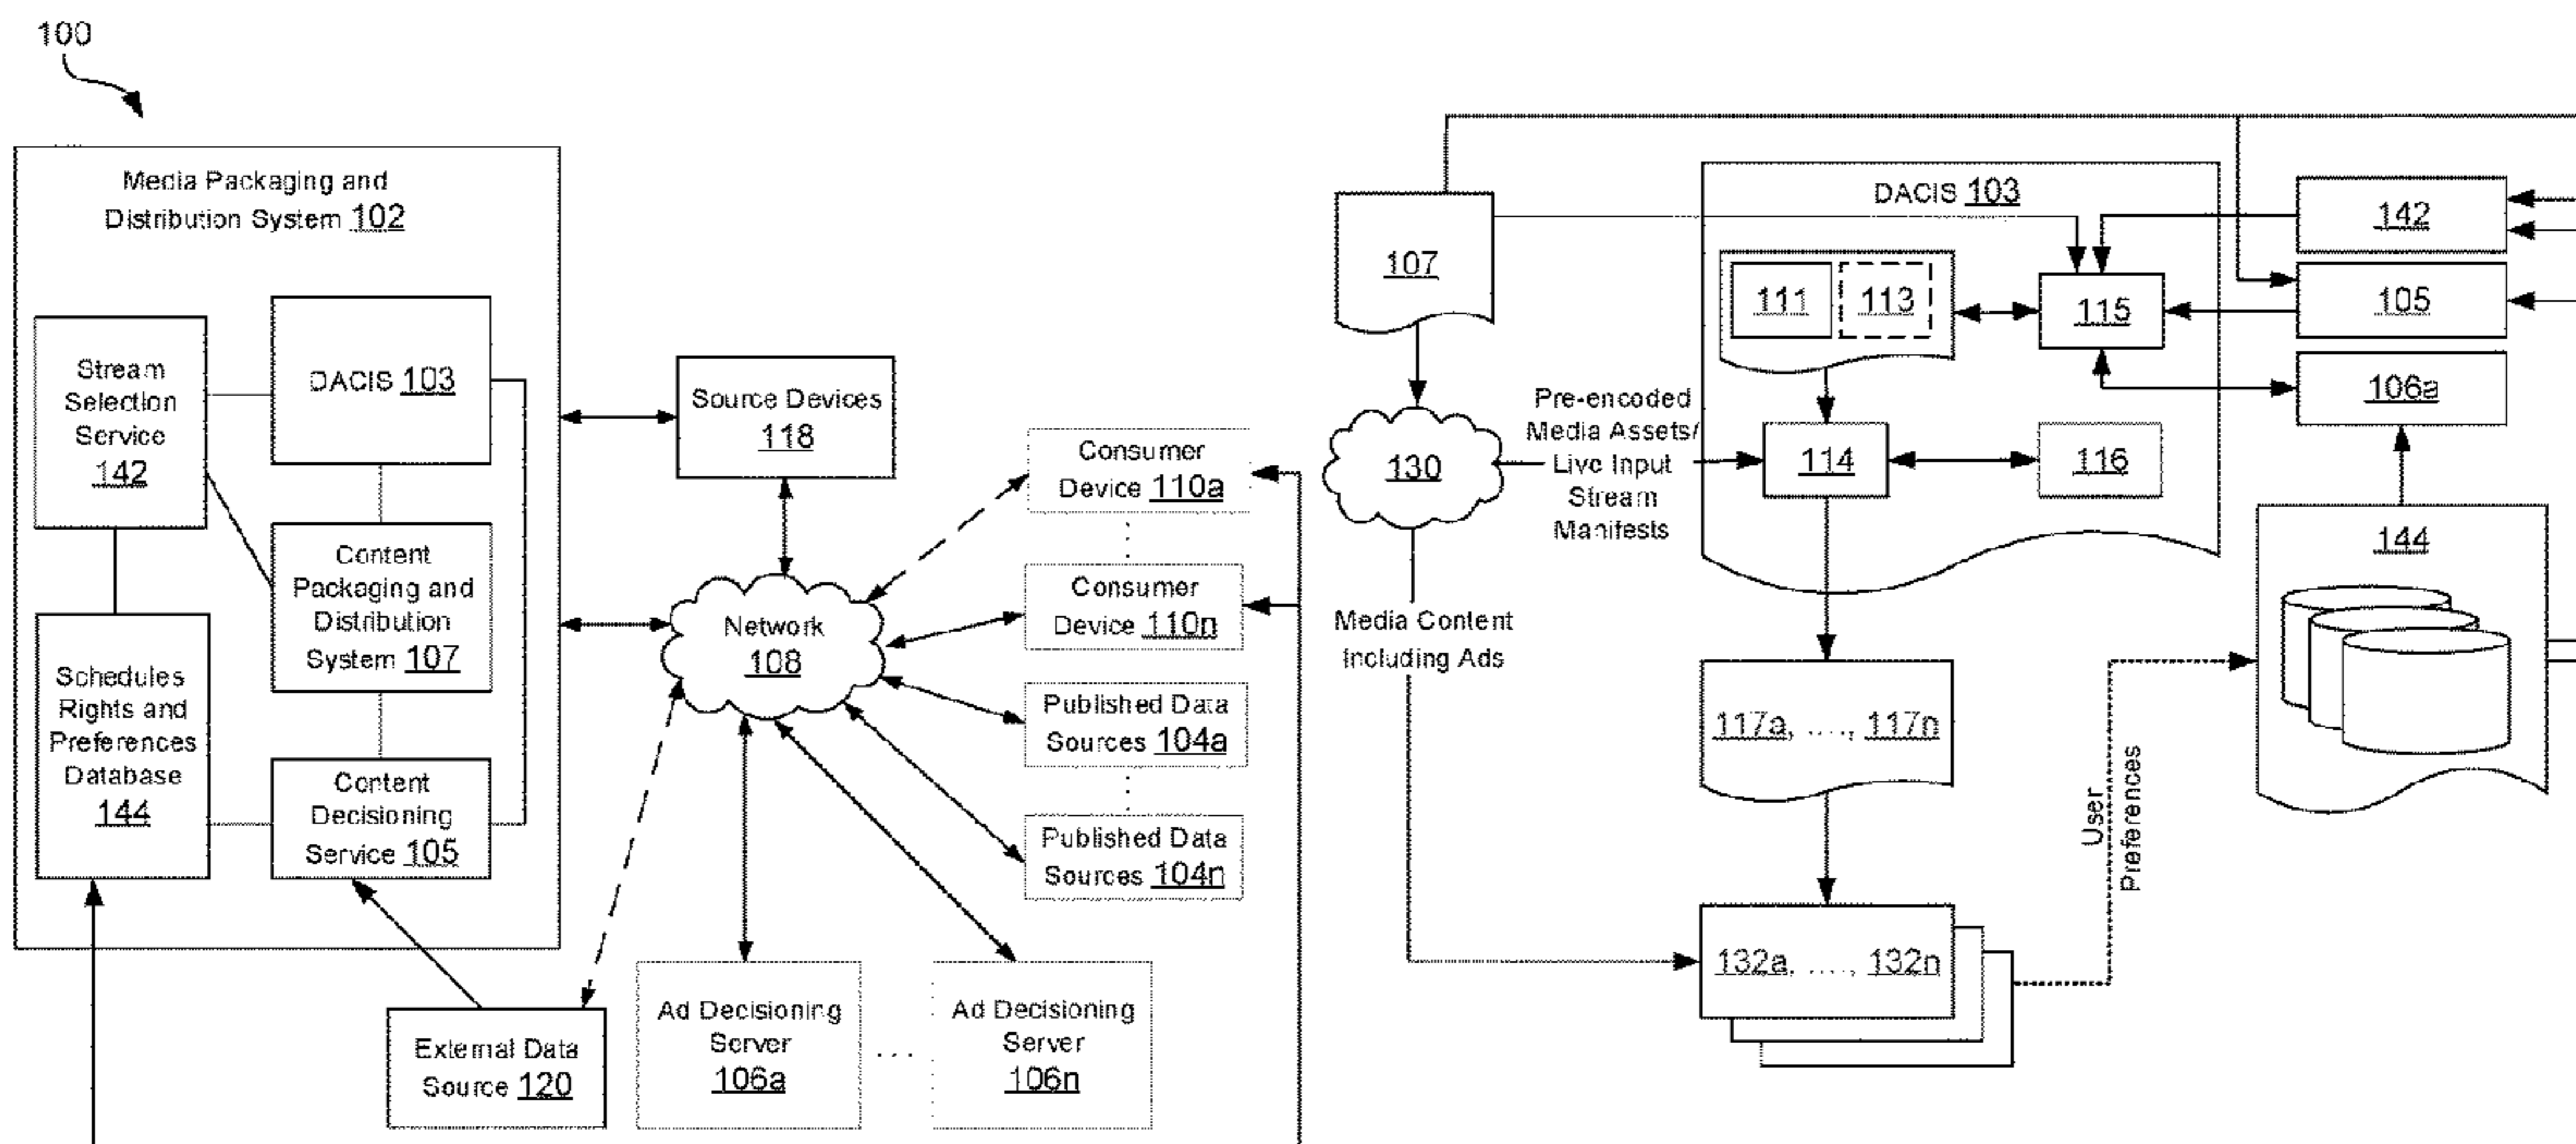 100
Media Packaging and
Distribution System 102
Stream
Selection
Service
142
DACIS 103
Content
Packaging and
Distribution
System 107
Schedules
Rights and
Preferences
Database
144
Content
Decisioning
Service 105
External Data
Source 120
Source Devices
118
Network
108
Consumer
Device 110a
Consumer
Device 110n
Published Data
Sources 104a
Published Data
Sources 104n
Ad Decisioning
Server
106a
....
Ad Decisioning
Server
106n
107
130
Pre-encoded
Media Assets/
Live Input
Stream
Manifests
Media Content
Including Ads
DACIS 103
111
113
115
114
116
142
105
106a
144
117a, ...., 117n
132a, ...., 132n
User
Preferences